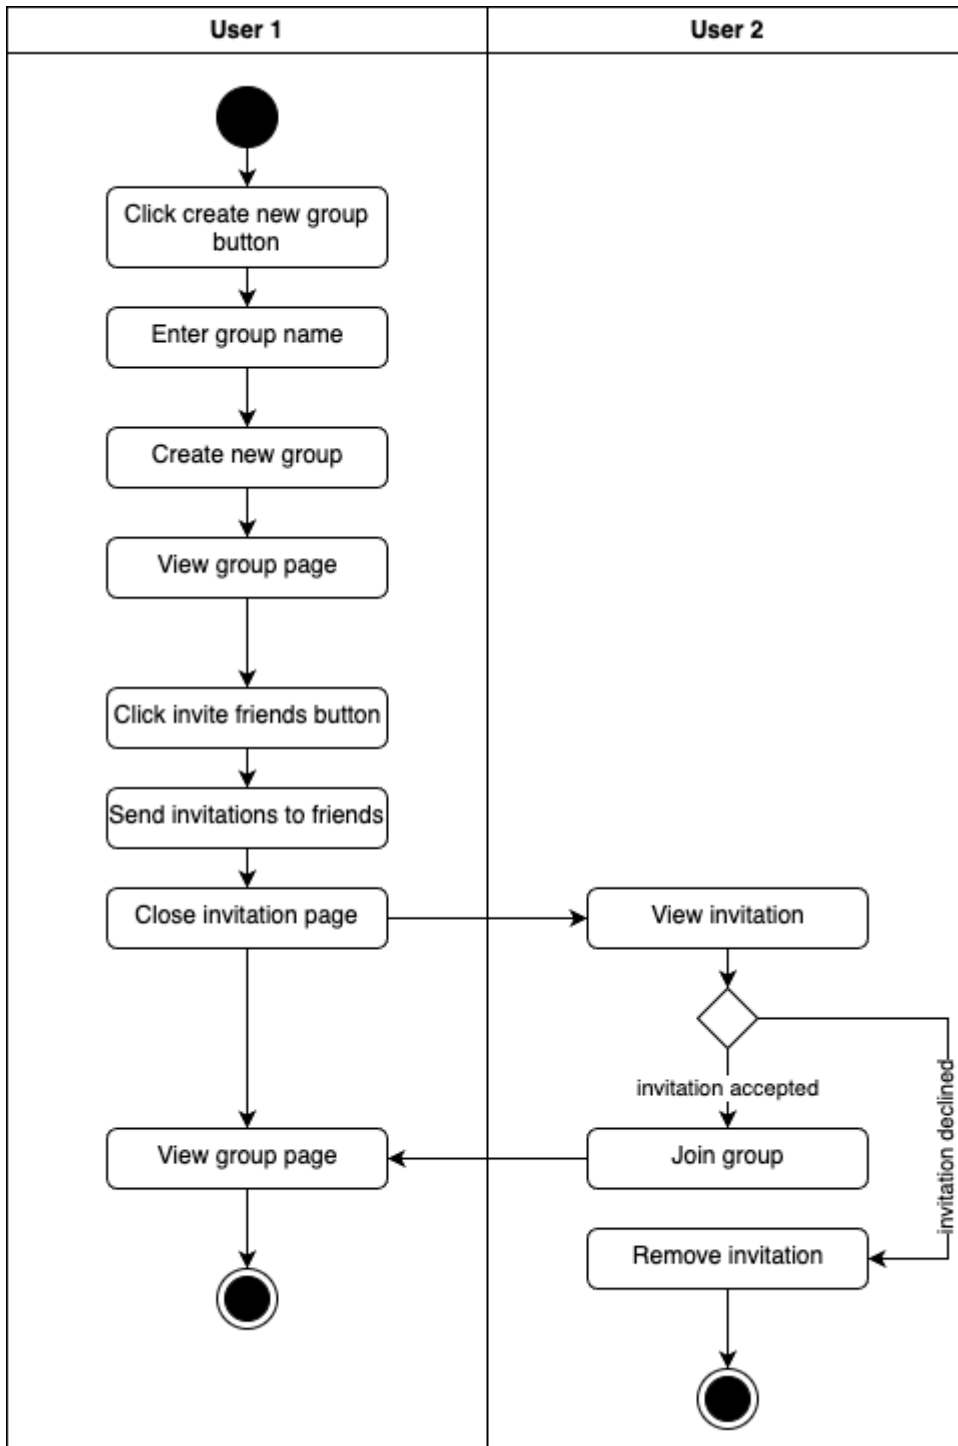 User 1
User 2
Click create new group
button
Enter group name
Create new group
View group page
Click invite friends button
Send invitations to friends
Close invitation page
View invitation
invitation accepted
invitation declined
View group page
Join group
Remove invitation